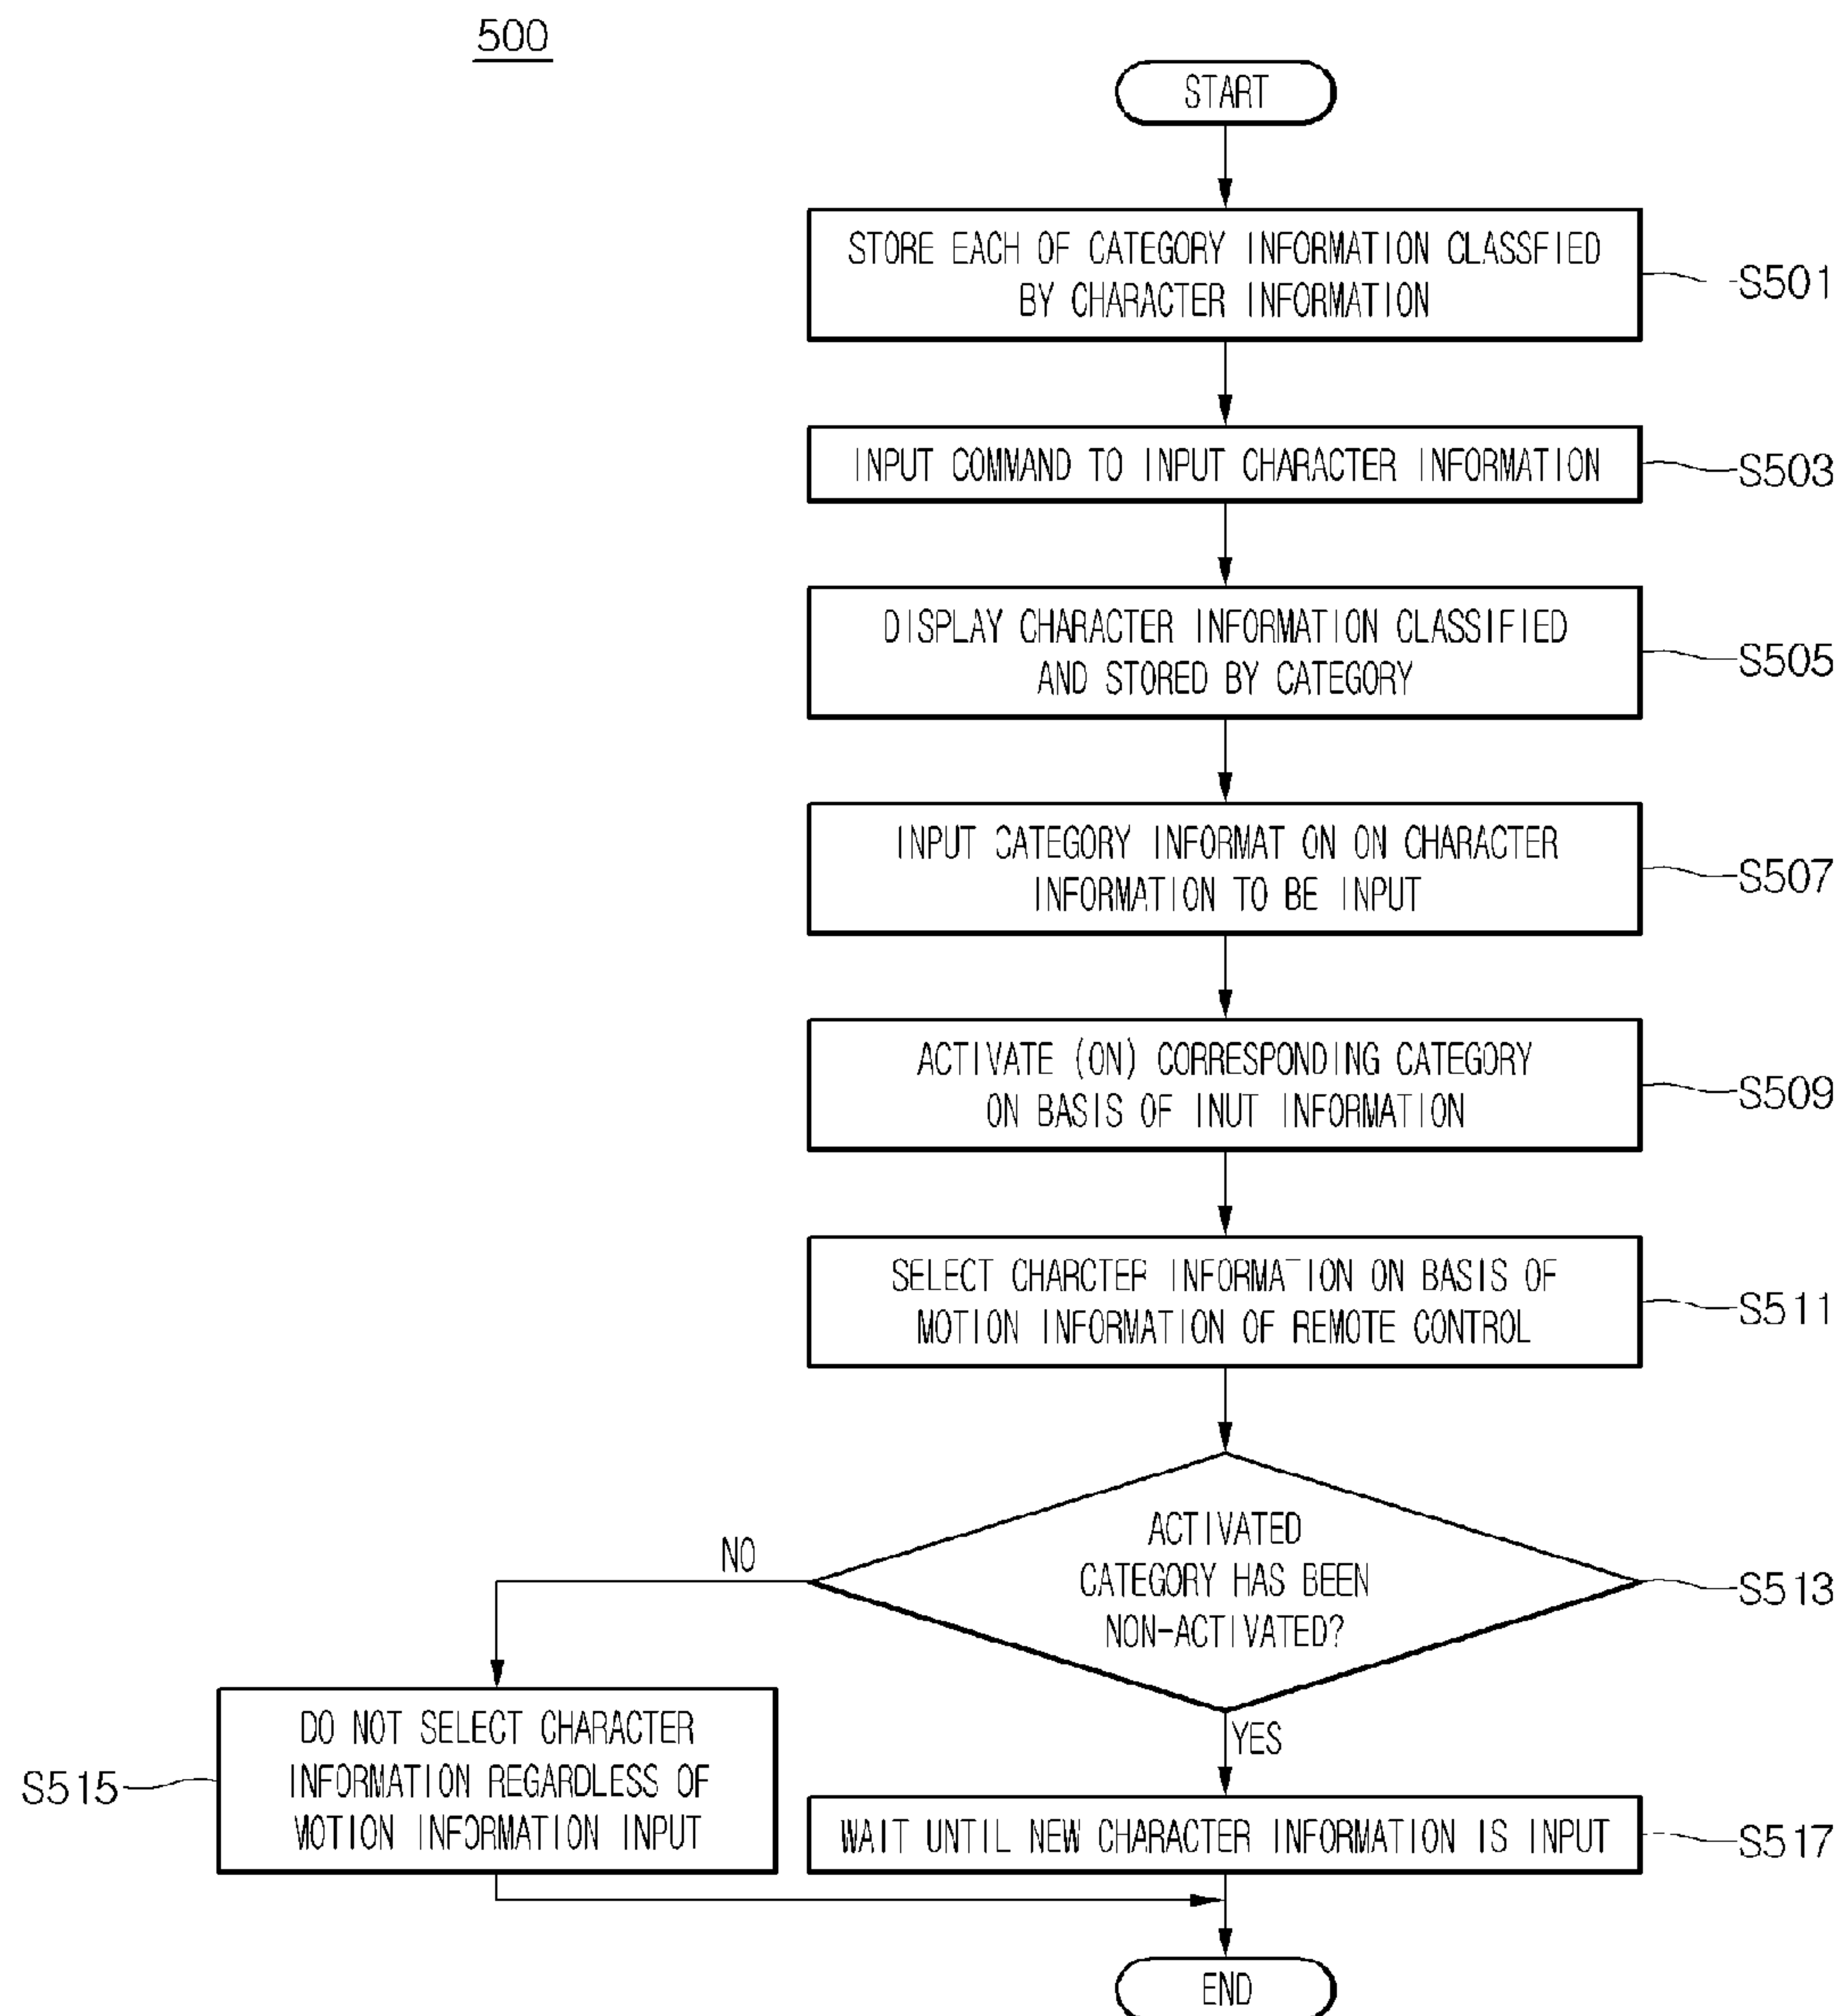 500
START
STORE EACH OF CATEGORY INFORMATION CLASSFIED
BY CHARACTER INFORMATION
S501
INPUT COMMAND TO INPUT CHARACTER INFORMATION
S503
DISPLAY CHARACTER INFORMATION CLASSIFIED
AND STORED BY CATEGORY
S505
INPUT CATEGORY INFORMAT ON ON CHARACTER
INFORMATION TO BE INPUT
S507
ACTIVATE (ON) CORRESPONDING CATEGORY
ON BASIS OF INUT INFORMATION
S509
SELECT CHARCTER INFORMATION ON BASIS OF
MOTION INFORMATION OF REMOTE CONTROL
S511
ACTIVATED
CATEGORY HAS BEEN
NON-ACTIVATED?
S513
NO
YES
DO NOT SELECT CHARACTER
INFORMATION REGARDLESS OF
MOTION INFORMATION INPUT
S515
WAIT UNTIL NEW CHARACTER INFORMATION IS INPUT
S517
END